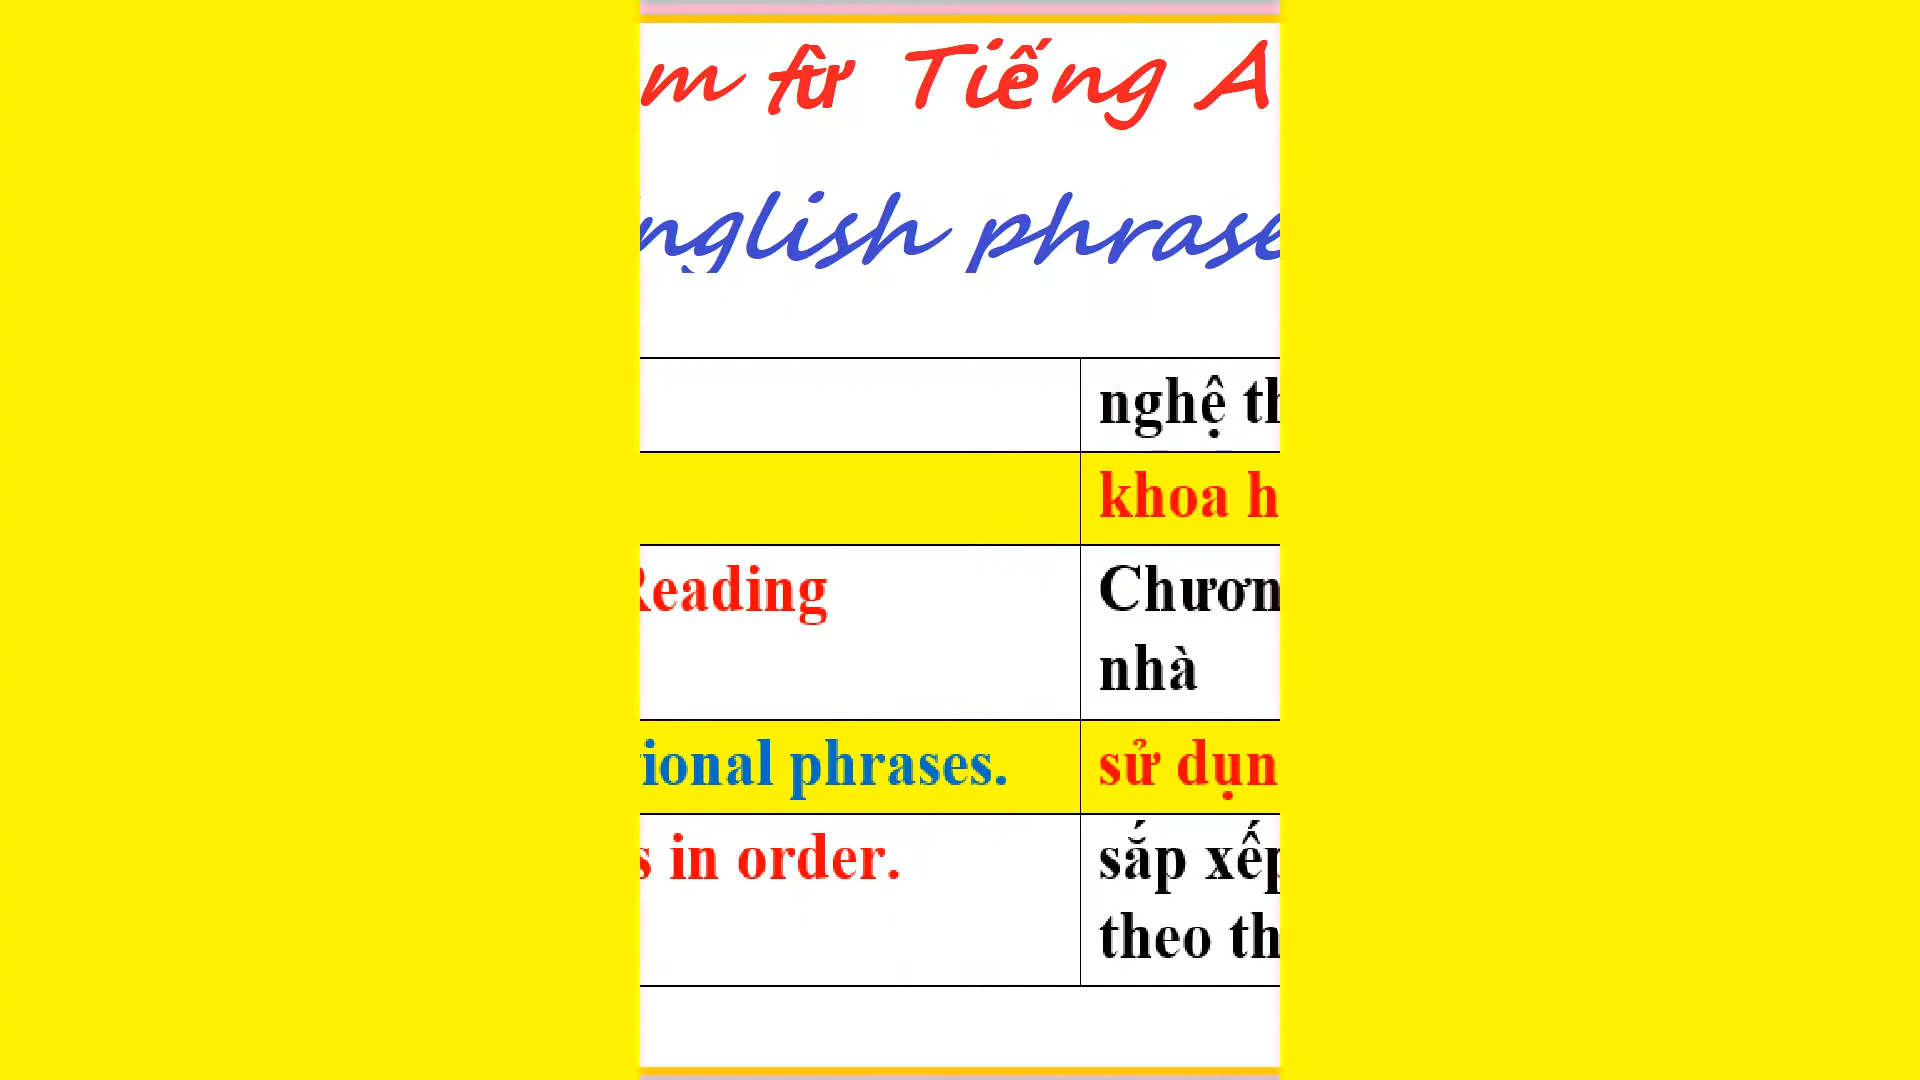 m từ Tiếng A
nglish phrase
nghệ th
khoa h
Reading
Chươn
nhà
ional phrases.
sử dụn
s in order.
sắp xếp
theo th